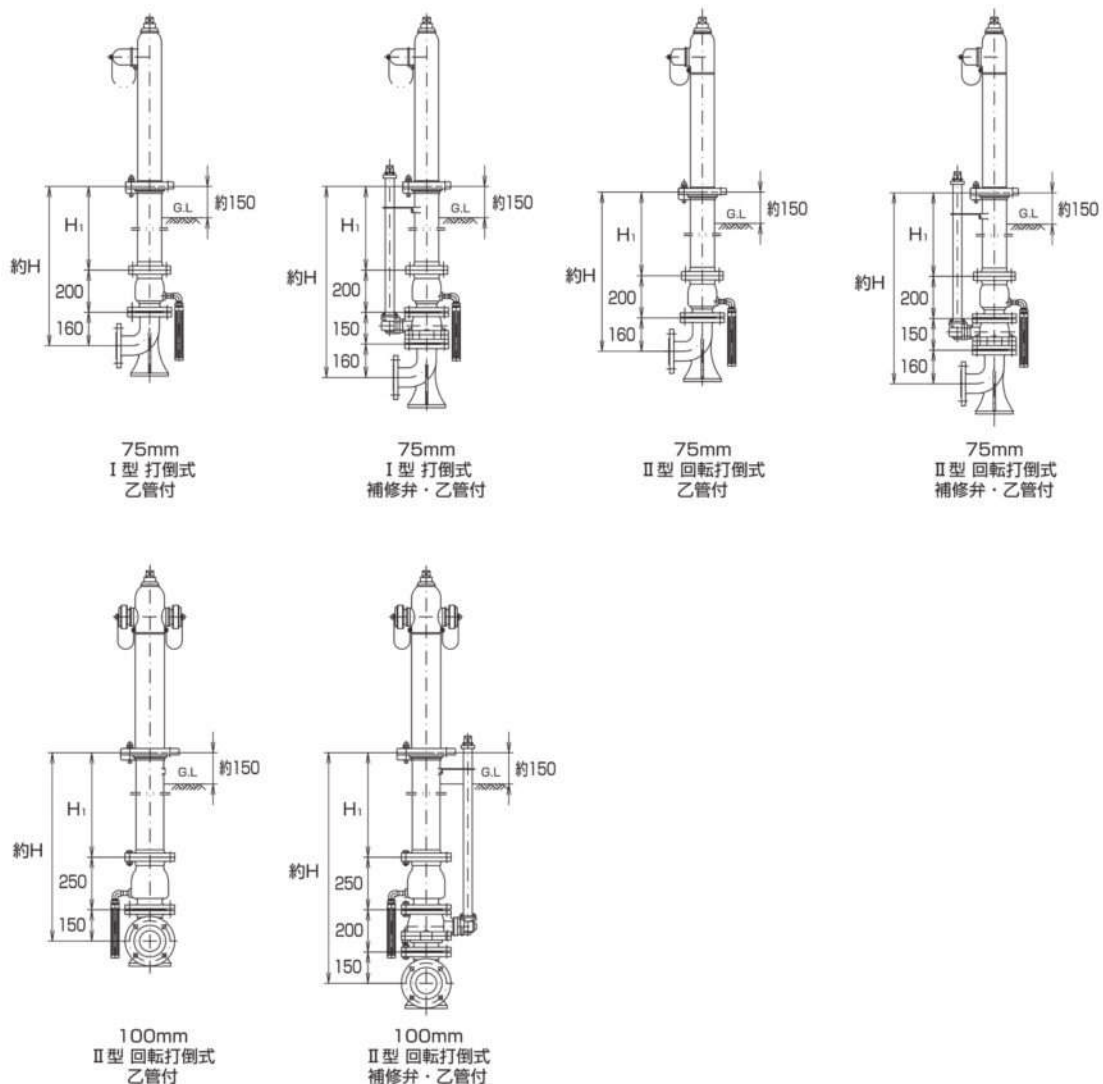 約H
H₁
200
160
G.L
約150
75mm
Ⅰ型 打倒式
乙管付
約H
H₁
200
150
160
G.L
約150
75mm
Ⅰ型 打倒式
補修弁・乙管付
約H
H₁
200
160
G.L
約150
75mm
Ⅱ型 回転打倒式
乙管付
約H
H₁
200
150
160
G.L
約150
75mm
Ⅱ型 回転打倒式
補修弁・乙管付
約H
H₁
250
150
G.L
約150
100mm
Ⅱ型 回転打倒式
乙管付
約H
H₁
250
200
150
G.L
約150
100mm
Ⅱ型 回転打倒式
補修弁・乙管付